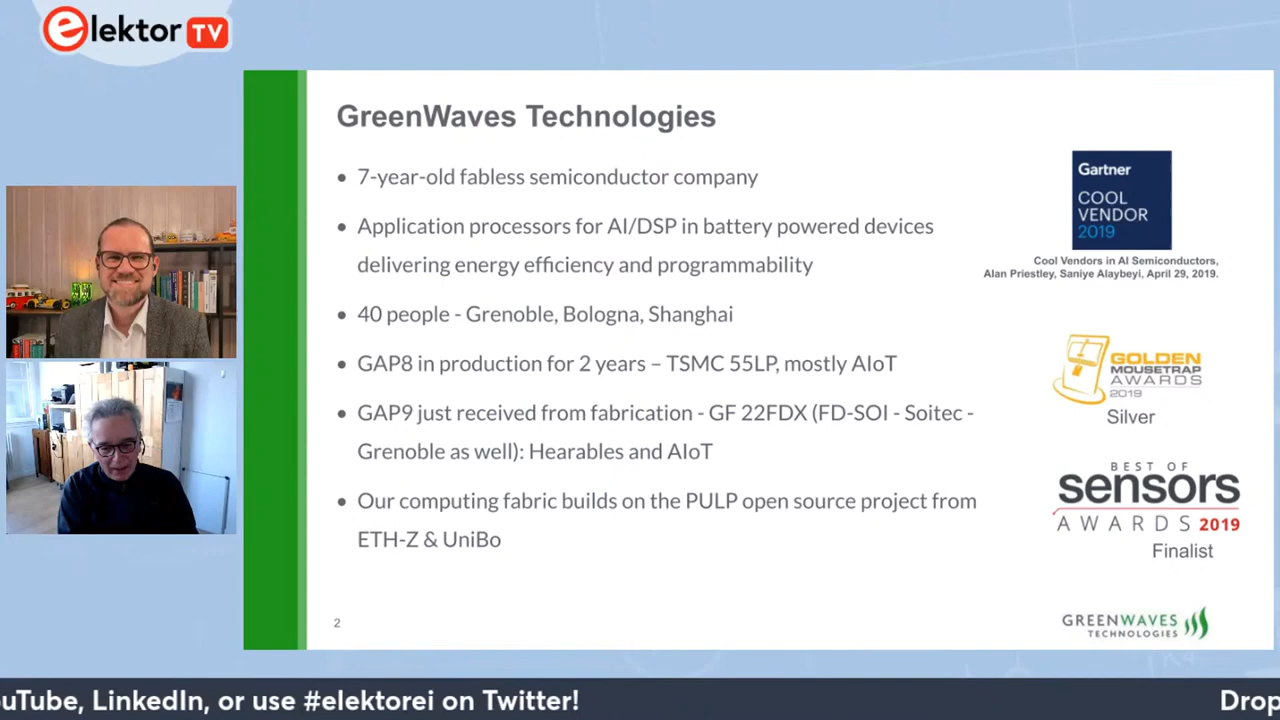 elektor TV
GreenWaves Technologies
• 7-year-old fabless semiconductor company
• Application processors for AI/DSP in battery powered devices
delivering energy efficiency and programmability
• 40 people - Grenoble, Bologna, Shanghai
• GAP8 in production for 2 years – TSMC 55LP, mostly AIoT
• GAP9 just received from fabrication - GF 22FDX (FD-SOI - Soitec -
Grenoble as well): Hearables and AIoT
• Our computing fabric builds on the PULP open source project from
ETH-Z & UniBo
2
Gartner
COOL
VENDOR
2019
Cool Vendors in AI Semiconductors,
Alan Priestley, Saniye Alaybeyi, April 29, 2019.
GOLDEN
MOUSETRAP
AWARDS
2019
Silver
BEST OF
sensors
AWARDS 2019
Finalist
GREENWAVES
TECHNOLOGIES
ouTube, LinkedIn, or use #elektorei on Twitter!
Drop